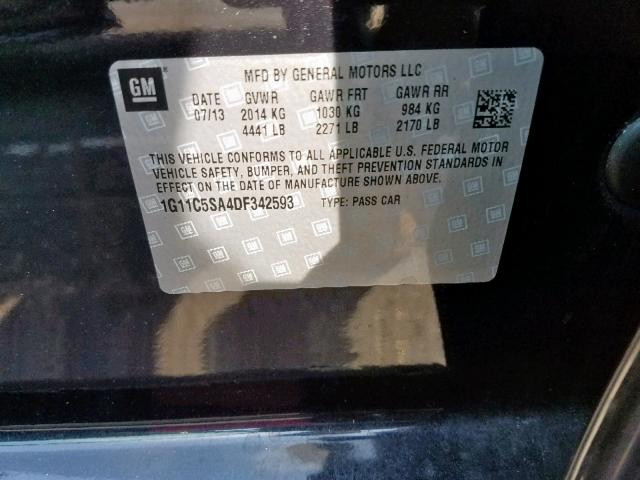 GM
MFD BY GENERAL MOTORS LLC
DATE GVWR GAWR FRT GAWR RR
07/13 2014 KG 1030 KG 984 KG
4441 LB 2271 LB 2170 LB
THIS VEHICLE CONFORMS TO ALL APPLICABLE U.S. FEDERAL MOTOR
VEHICLE SAFETY, BUMPER, AND THEFT PREVENTION STANDARDS IN
EFFECT ON THE DATE OF MANUFACTURE SHOWN ABOVE.
1G11C5SA4DF342593 TYPE: PASS CAR